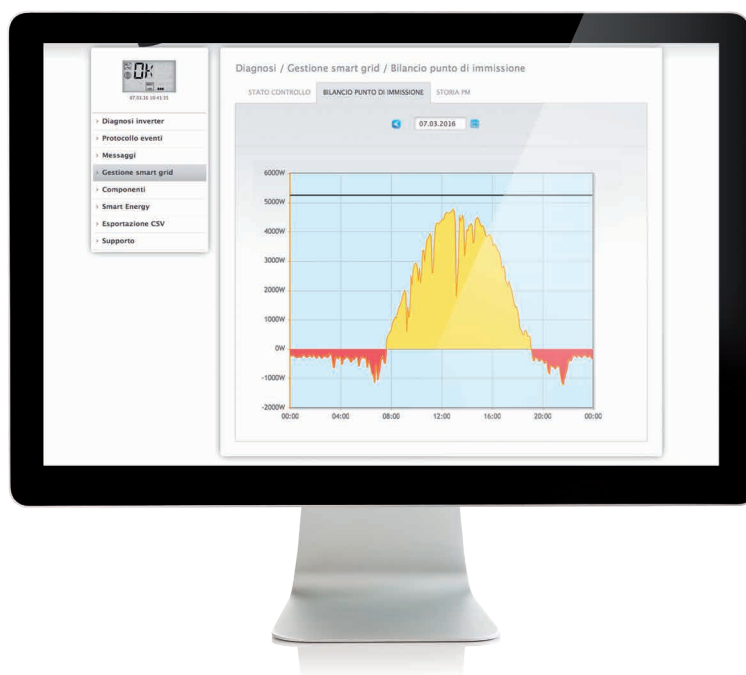 OK
07.03.16 10:41:35
› Diagnosi inverter
› Protocollo eventi
› Messaggi
› Gestione smart grid
› Componenti
› Smart Energy
› Esportazione CSV
› Supporto
Diagnosi / Gestione smart grid / Bilancio punto di immissione
STATO CONTROLLO BILANCIO PUNTO DI IMMISSIONE STORIA PM
07.03.2016
6000W
5000W
4000W
3000W
2000W
1000W
0W
-1000W
-2000W
00:00 04:00 08:00 12:00 16:00 20:00 00:00